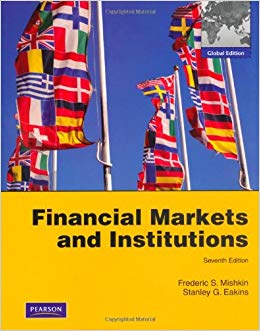 Global Edition
Financial Markets
and Institutions
Seventh Edition
Frederic S. Mishkin
Stanley G. Eakins
PEARSON